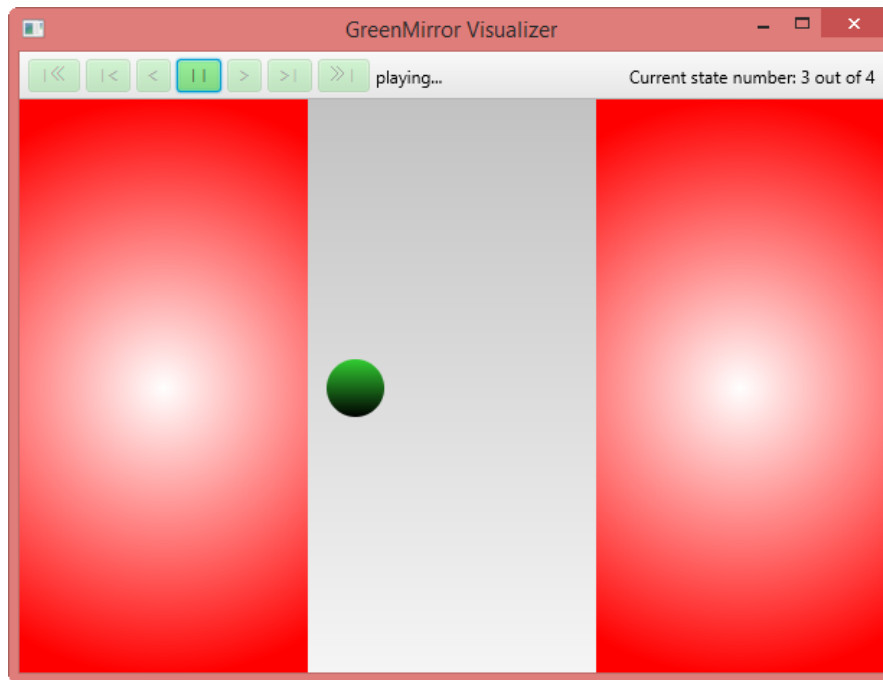 GreenMirror Visualizer
|≪ |< < || > >| ≫| playing... Current state number: 3 out of 4